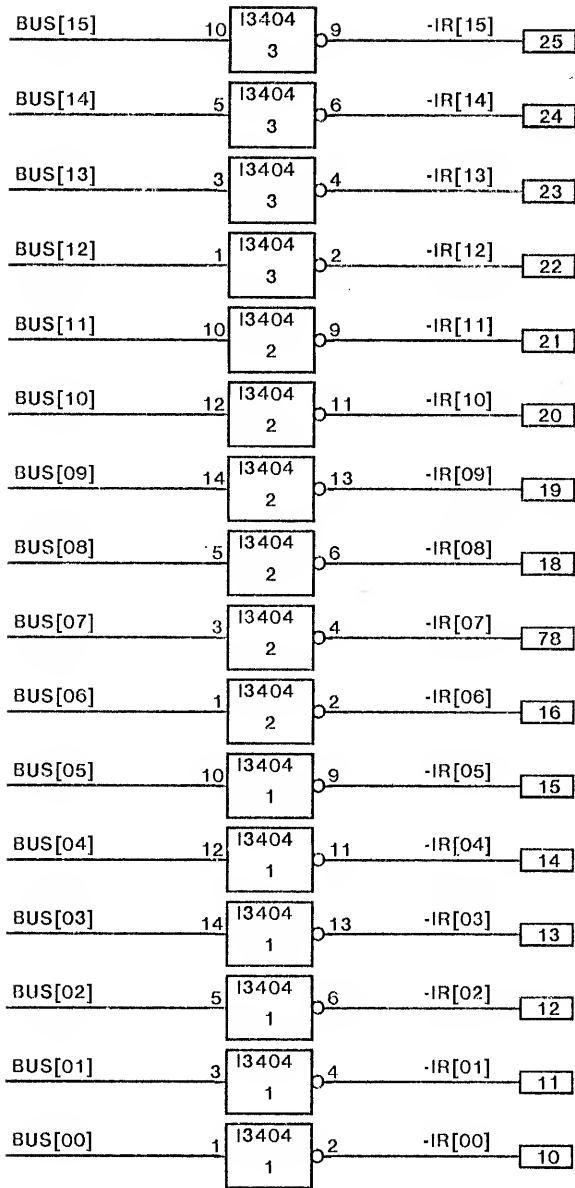 BUS[15] 10 I3404 3 9 -IR[15] 25
BUS[14] 5 I3404 3 6 -IR[14] 24
BUS[13] 3 I3404 3 4 -IR[13] 23
BUS[12] 1 I3404 3 2 -IR[12] 22
BUS[11] 10 I3404 2 9 -IR[11] 21
BUS[10] 12 I3404 2 11 -IR[10] 20
BUS[09] 14 I3404 2 13 -IR[09] 19
BUS[08] 5 I3404 2 6 -IR[08] 18
BUS[07] 3 I3404 2 4 -IR[07] 78
BUS[06] 1 I3404 2 2 -IR[06] 16
BUS[05] 10 I3404 1 9 -IR[05] 15
BUS[04] 12 I3404 1 11 -IR[04] 14
BUS[03] 14 I3404 1 13 -IR[03] 13
BUS[02] 5 I3404 1 6 -IR[02] 12
BUS[01] 3 I3404 1 4 -IR[01] 11
BUS[00] 1 I3404 1 2 -IR[00] 10